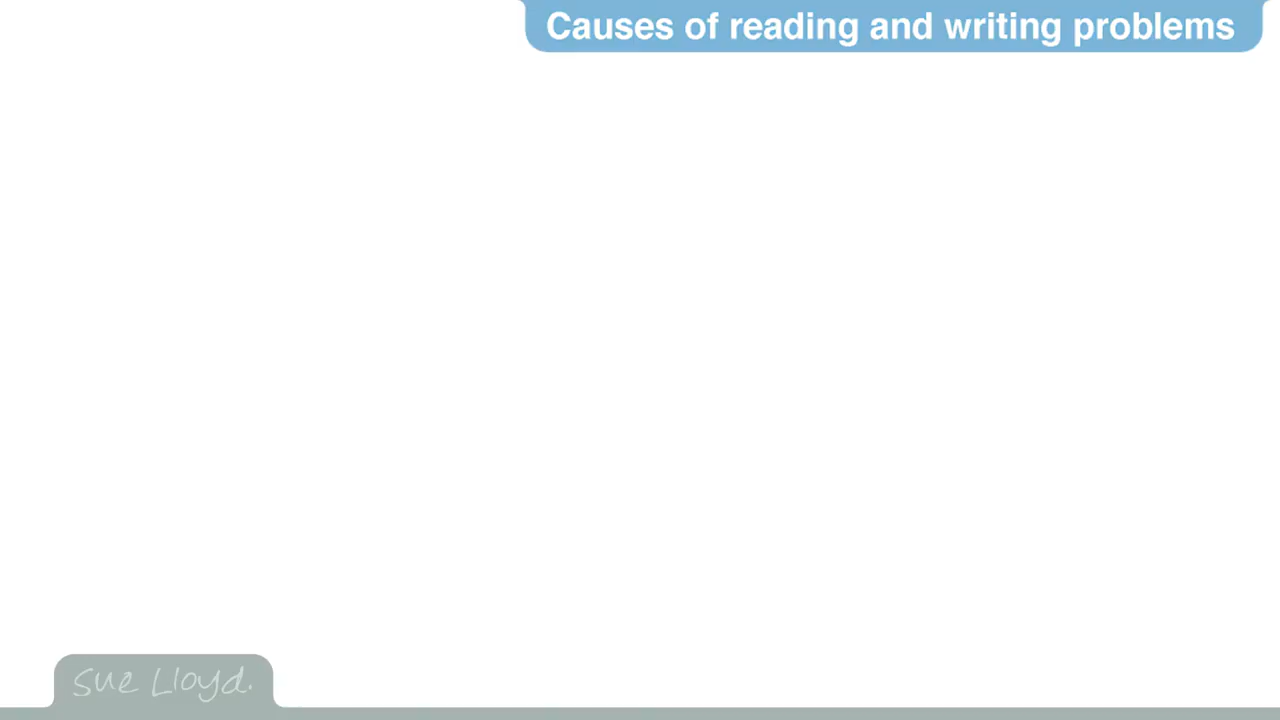 Causes of reading and writing problems
Sue Lloyd.